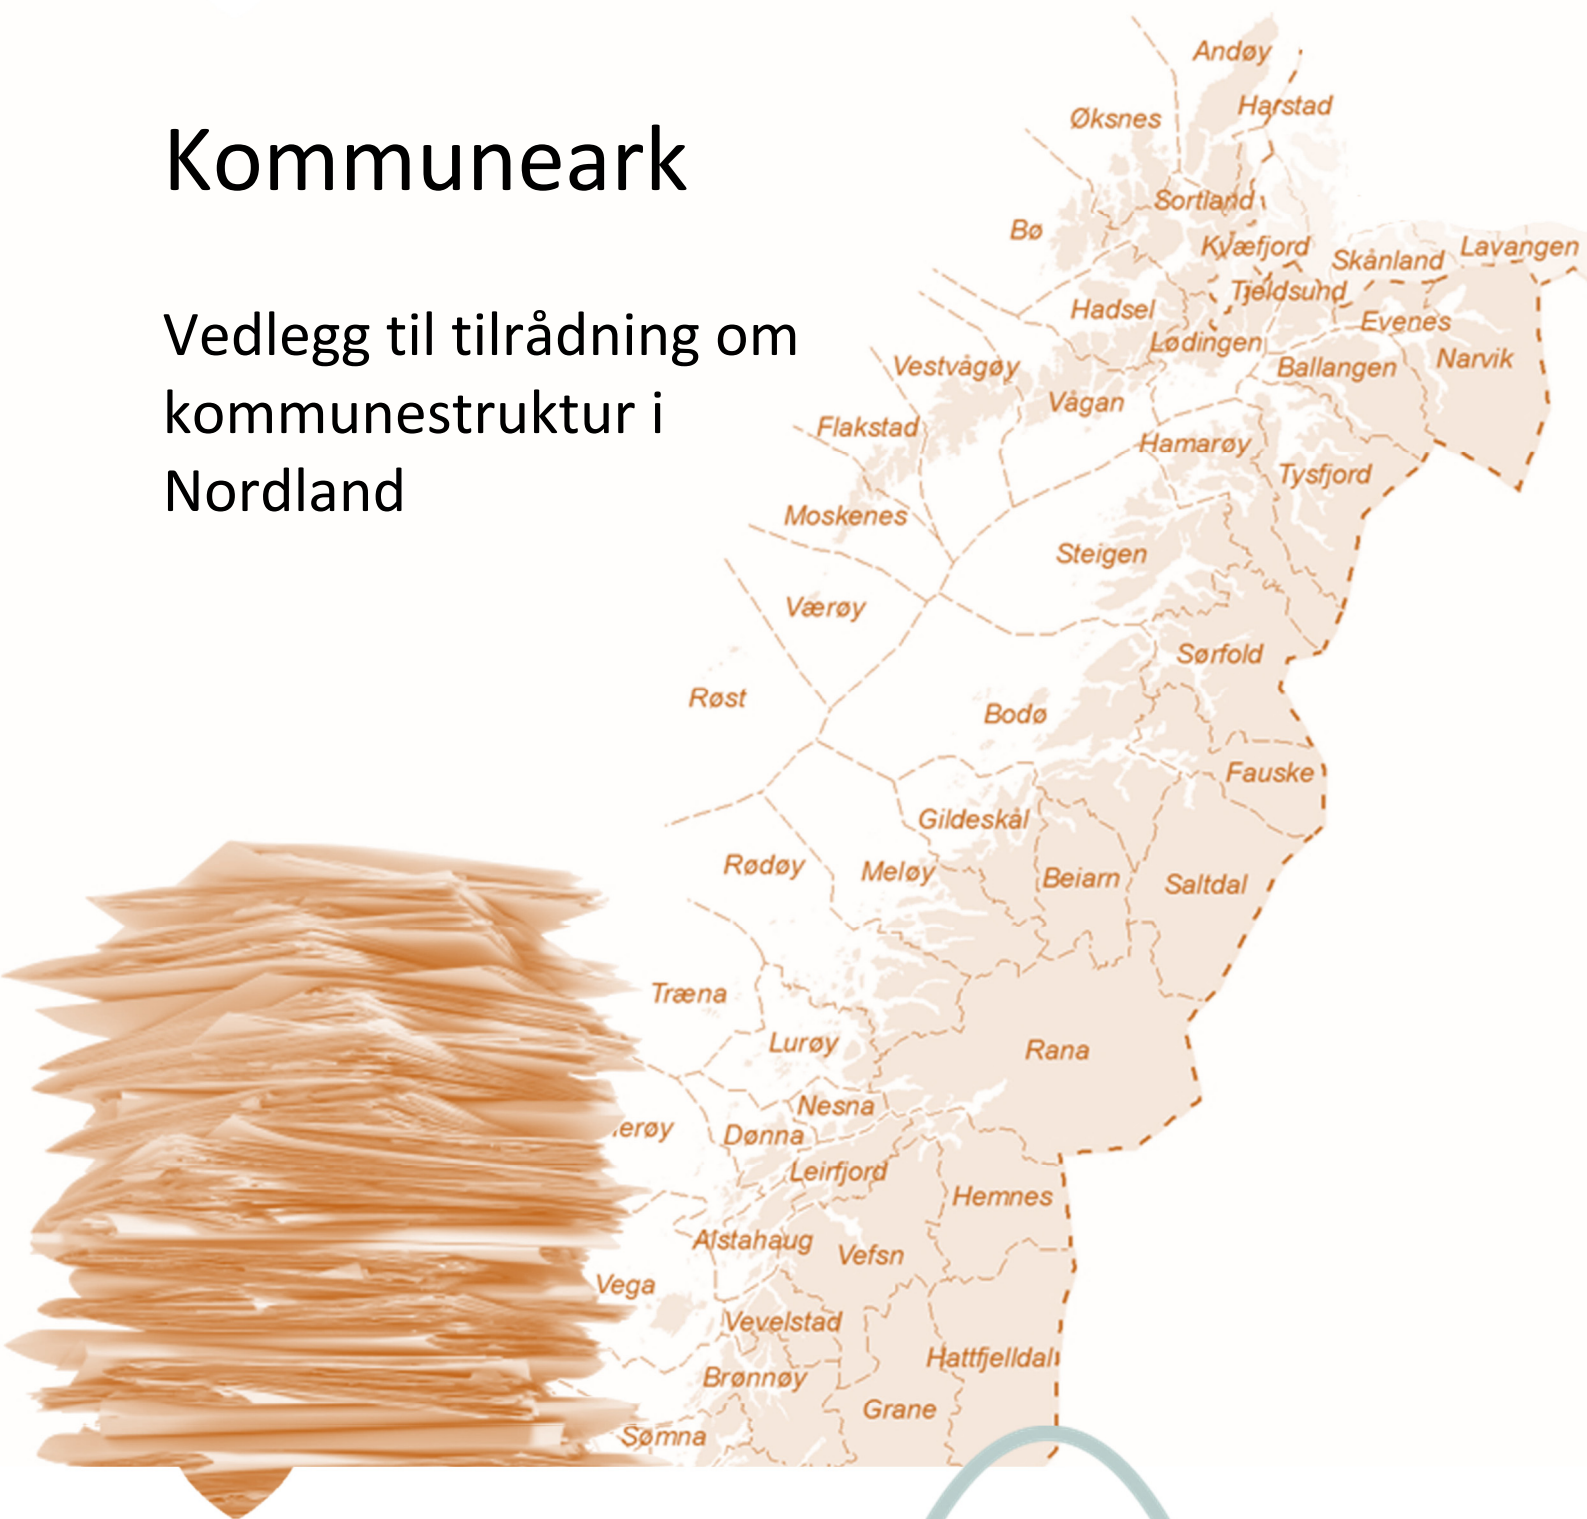 Kommuneark
Vedlegg til tilrådning om
kommunestruktur i
Nordland
Andøy
Harstad
Øksnes
Sortland
Bø
Kvæfjord
Skånland
Lavangen
Tjeldsund
Hadsel
Evenes
Lødingen
Narvik
Vestvågøy
Ballangen
Vågan
Flakstad
Hamarøy
Tysfjord
Moskenes
Steigen
Værøy
Sørfold
Røst
Bodø
Fauske
Gildeskål
Rødøy
Meløy
Beiarn
Saltdal
Træna
Lurøy
Rana
Nesna
erøy
Dønna
Leirfjord
Hemnes
Alstahaug
Vefsn
Vega
Vevelstad
Hattfjelldal
Brønnøy
Grane
Sømna